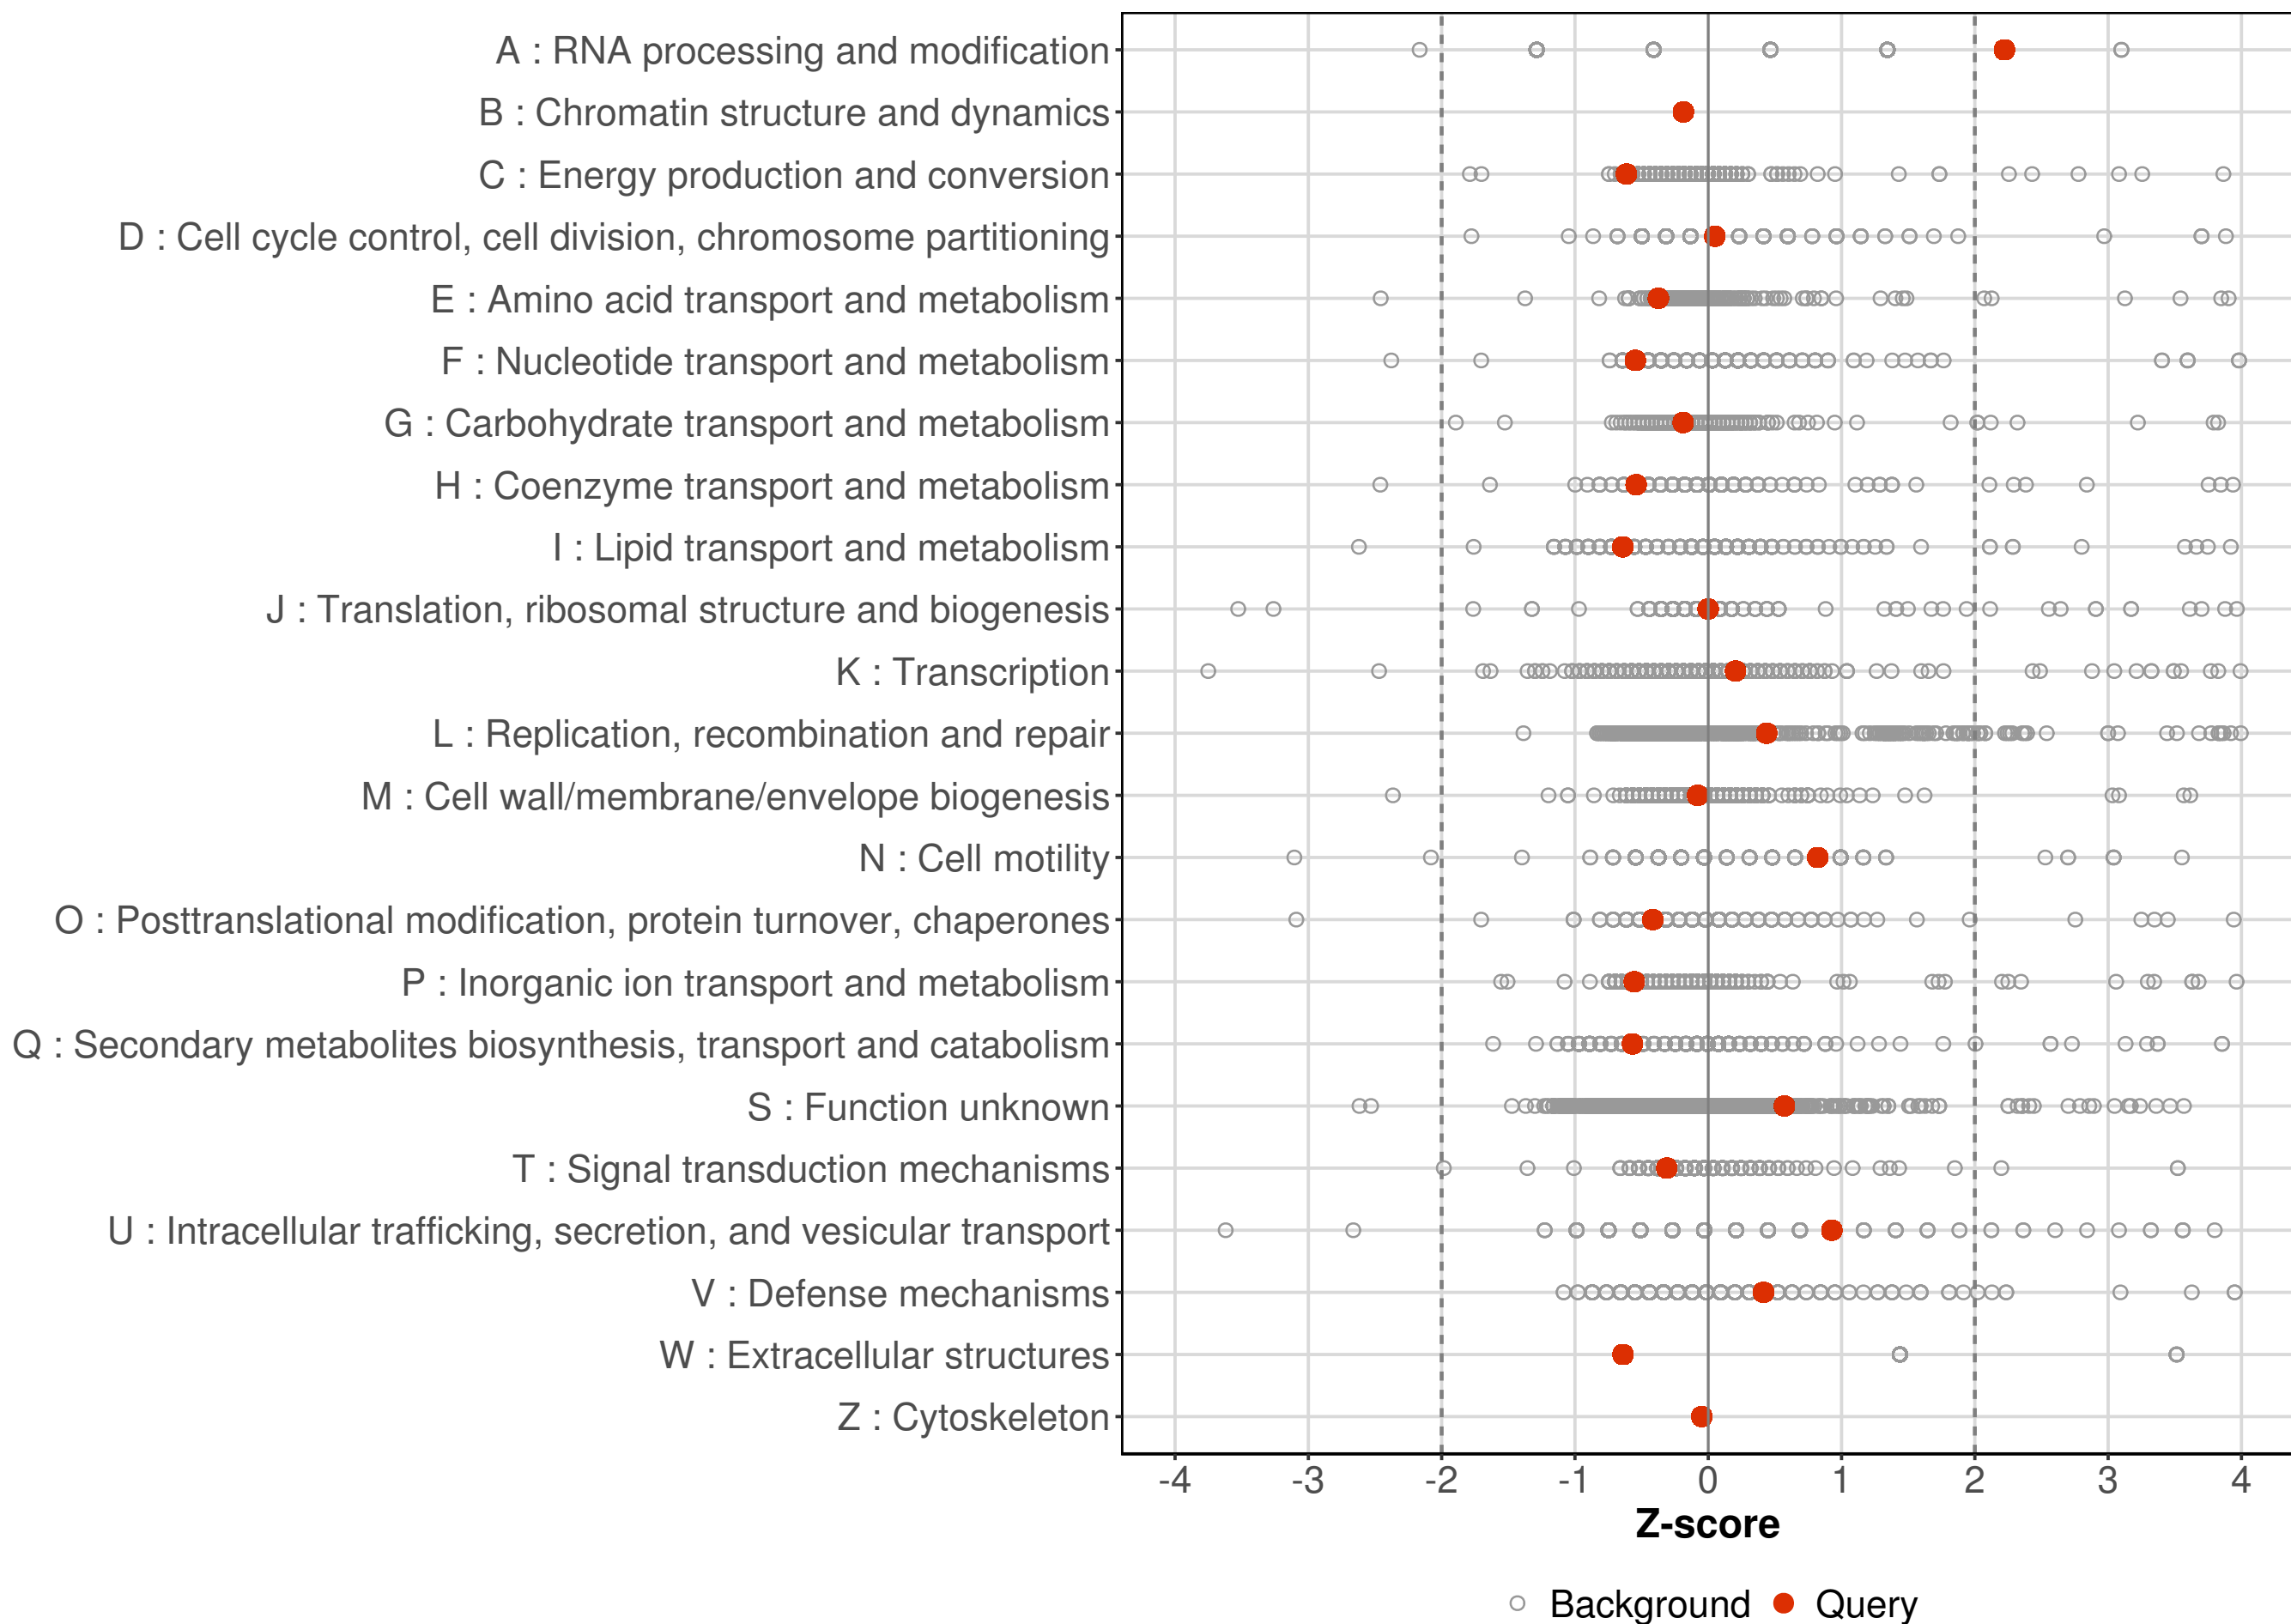 A : RNA processing and modification
B : Chromatin structure and dynamics
C : Energy production and conversion
D : Cell cycle control, cell division, chromosome partitioning
E : Amino acid transport and metabolism
F : Nucleotide transport and metabolism
G : Carbohydrate transport and metabolism
H : Coenzyme transport and metabolism
I : Lipid transport and metabolism
J : Translation, ribosomal structure and biogenesis
K : Transcription
L : Replication, recombination and repair
M : Cell wall/membrane/envelope biogenesis
N : Cell motility
O : Posttranslational modification, protein turnover, chaperones
P : Inorganic ion transport and metabolism
Q : Secondary metabolites biosynthesis, transport and catabolism
S : Function unknown
T : Signal transduction mechanisms
U : Intracellular trafficking, secretion, and vesicular transport
V : Defense mechanisms
W : Extracellular structures
Z : Cytoskeleton
-4 -3 -2 -1 0 1 2 3 4
Z-score
Background Query